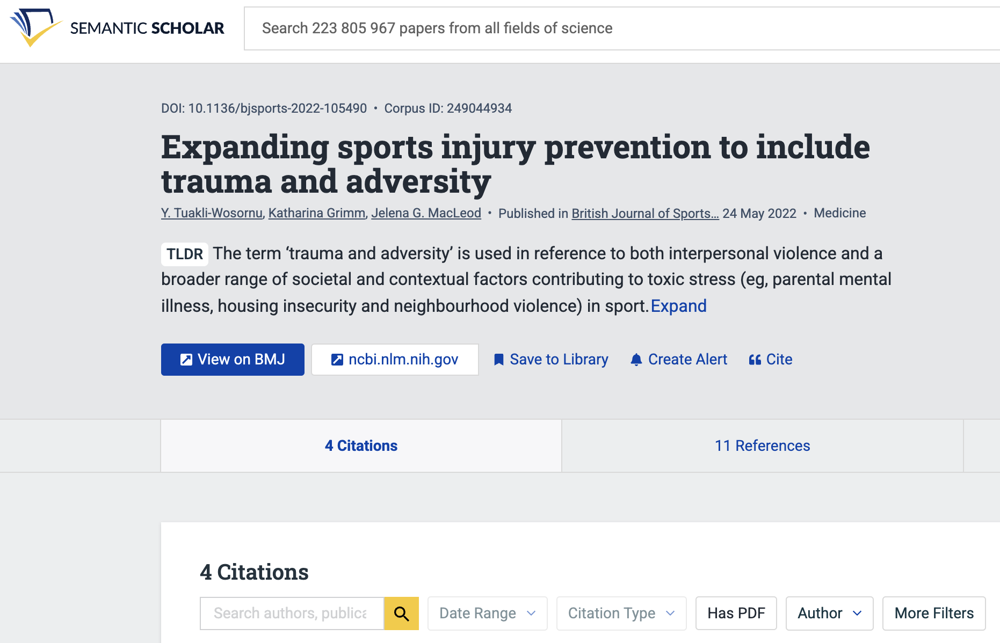 SEMANTIC SCHOLAR
Search 223 805 967 papers from all fields of science
DOI: 10.1136/bjsports-2022-105490 • Corpus ID: 249044934
Expanding sports injury prevention to include
trauma and adversity
Y. Tuakli-Wosornu, Katharina Grimm, Jelena G. MacLeod • Published in British Journal of Sports… 24 May 2022 • Medicine
TLDR The term ‘trauma and adversity’ is used in reference to both interpersonal violence and a
broader range of societal and contextual factors contributing to toxic stress (eg, parental mental
illness, housing insecurity and neighbourhood violence) in sport. Expand
View on BMJ ncbi.nlm.nih.gov Save to Library Create Alert Cite
4 Citations 11 References
4 Citations
Search authors, publica Date Range Citation Type Has PDF Author More Filters